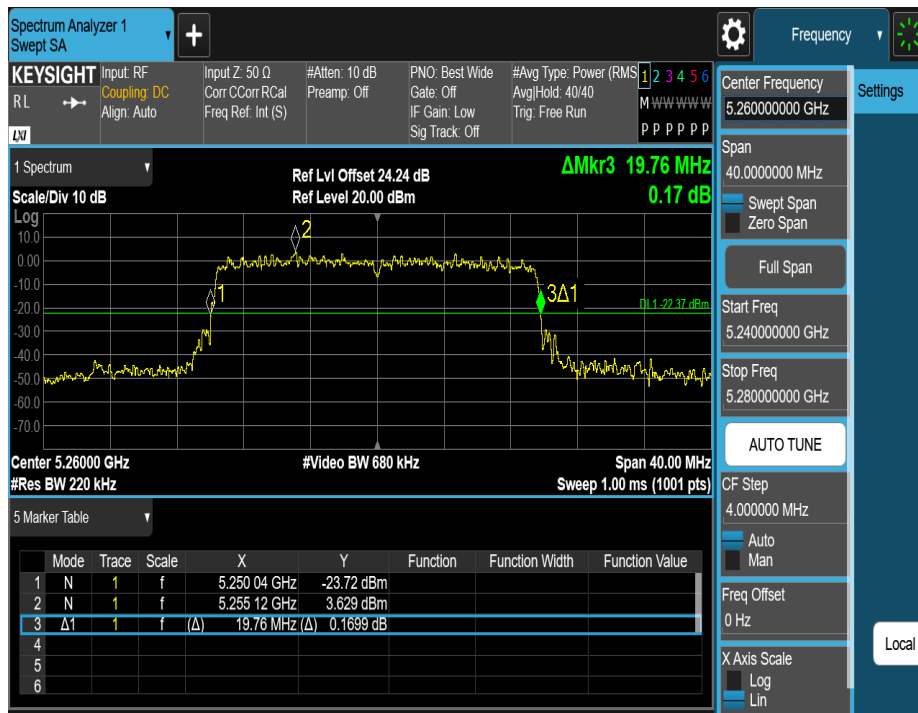 Spectrum Analyzer 1
Swept SA
+
Frequency
KEYSIGHT
RL
LXI
Input: RF
Coupling: DC
Align: Auto
Input Z: 50 Ω
Corr CCorr RCal
Freq Ref: Int (S)
#Atten: 10 dB
Preamp: Off
PNO: Best Wide
Gate: Off
IF Gain: Low
Sig Track: Off
#Avg Type: Power (RMS
Avg|Hold: 40/40
Trig: Free Run
1 2 3 4 5 6
M W W W W W
P P P P P P
1 Spectrum
Scale/Div 10 dB
Ref Lvl Offset 24.24 dB
Ref Level 20.00 dBm
ΔMkr3 19.76 MHz
0.17 dB
Log
10.0
0.00
-10.0
-20.0
-30.0
-40.0
-50.0
-60.0
-70.0
2
1
3Δ1
DL1 -22.37 dBm
Center 5.26000 GHz
#Video BW 680 kHz
Span 40.00 MHz
#Res BW 220 kHz
Sweep 1.00 ms (1001 pts)
5 Marker Table
Mode Trace Scale X Y Function Function Width Function Value
1 N 1 f 5.250 04 GHz -23.72 dBm
2 N 1 f 5.255 12 GHz 3.629 dBm
3 Δ1 1 f (Δ) 19.76 MHz (Δ) 0.1699 dB
4
5
6
Center Frequency
5.260000000 GHz
Settings
Span
40.0000000 MHz
Swept Span
Zero Span
Full Span
Start Freq
5.240000000 GHz
Stop Freq
5.280000000 GHz
AUTO TUNE
CF Step
4.000000 MHz
Auto
Man
Freq Offset
0 Hz
Local
X Axis Scale
Log
Lin